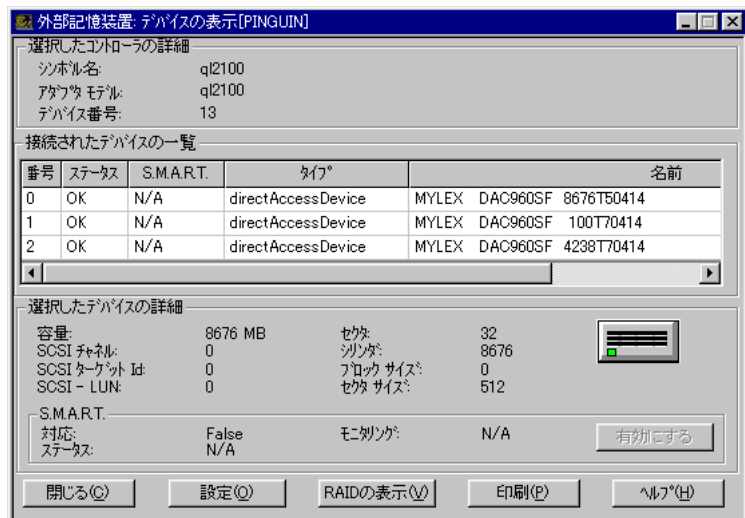 外部記憶装置: ﾃﾞﾊﾞｲｽの表示[PINGUIN]
選択したｺﾝﾄﾛｰﾗの詳細
ｼﾝﾎﾞﾙ名: ql2100
ｱﾀﾞﾌﾟﾀ ﾓﾃﾞﾙ: ql2100
ﾃﾞﾊﾞｲｽ番号: 13
接続されたﾃﾞﾊﾞｲｽの一覧
番号 ｽﾃｰﾀｽ S.M.A.R.T. ﾀｲﾌﾟ 名前
0 OK N/A directAccessDevice MYLEX DAC960SF 8676T50414
1 OK N/A directAccessDevice MYLEX DAC960SF 100T70414
2 OK N/A directAccessDevice MYLEX DAC960SF 4238T70414
選択したﾃﾞﾊﾞｲｽの詳細
容量: 8676 MB ｾｸﾀ: 32
SCSI ﾁｬﾈﾙ: 0 ｼﾘﾝﾀﾞ: 8676
SCSI ﾀｰｹﾞｯﾄ Id: 0 ﾌﾞﾛｯｸ ｻｲｽﾞ: 0
SCSI - LUN: 0 ｾｸﾀ ｻｲｽﾞ: 512
S.M.A.R.T.
対応: False ﾓﾆﾀﾘﾝｸﾞ: N/A 有効にする
ｽﾃｰﾀｽ: N/A
閉じる(C) 設定(O) RAIDの表示(V) 印刷(P) ﾍﾙﾌﾟ(H)